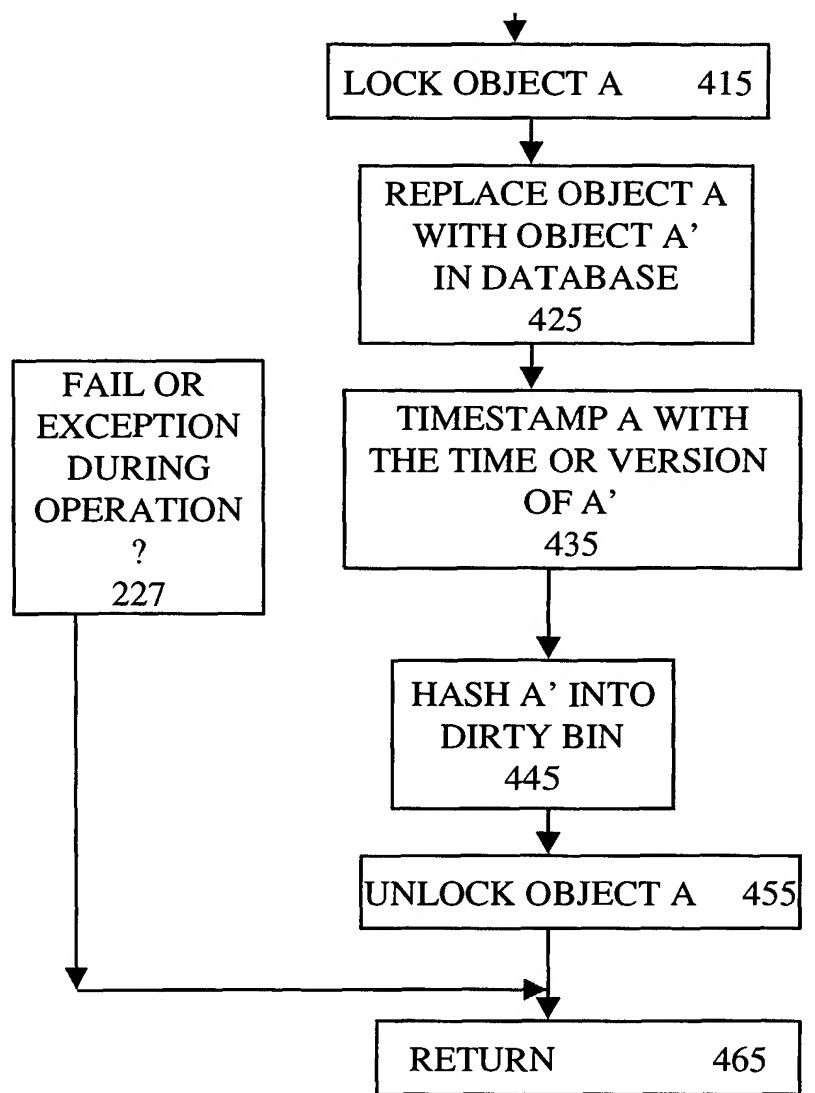 LOCK OBJECT A 415
REPLACE OBJECT A
WITH OBJECT A’
IN DATABASE
425
FAIL OR
EXCEPTION
DURING
OPERATION
?
227
TIMESTAMP A WITH
THE TIME OR VERSION
OF A’
435
HASH A’ INTO
DIRTY BIN
445
UNLOCK OBJECT A 455
RETURN 465